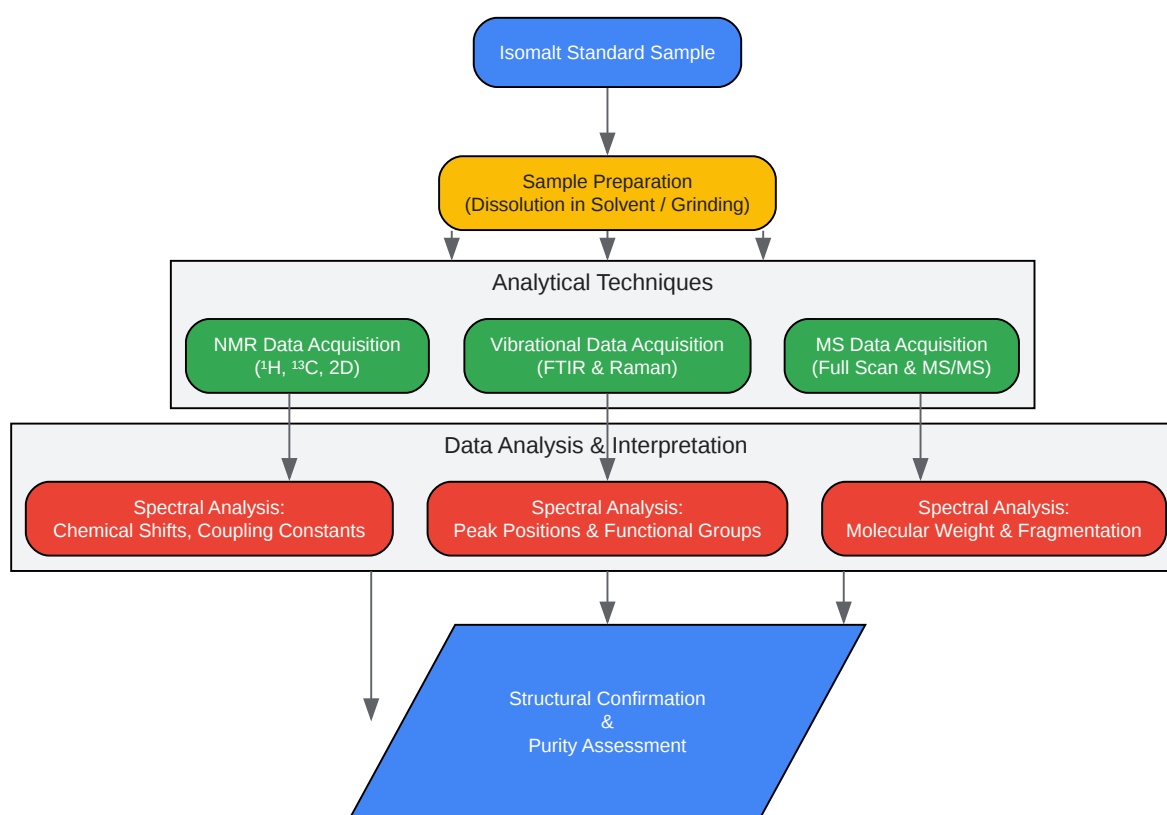 Isomalt Standard Sample
Sample Preparation
(Dissolution in Solvent / Grinding)
Analytical Techniques
NMR Data Acquisition
(¹H, ¹³C, 2D)
Vibrational Data Acquisition
(FTIR & Raman)
MS Data Acquisition
(Full Scan & MS/MS)
Data Analysis & Interpretation
Spectral Analysis:
Chemical Shifts, Coupling Constants
Spectral Analysis:
Peak Positions & Functional Groups
Spectral Analysis:
Molecular Weight & Fragmentation
Structural Confirmation
&
Purity Assessment